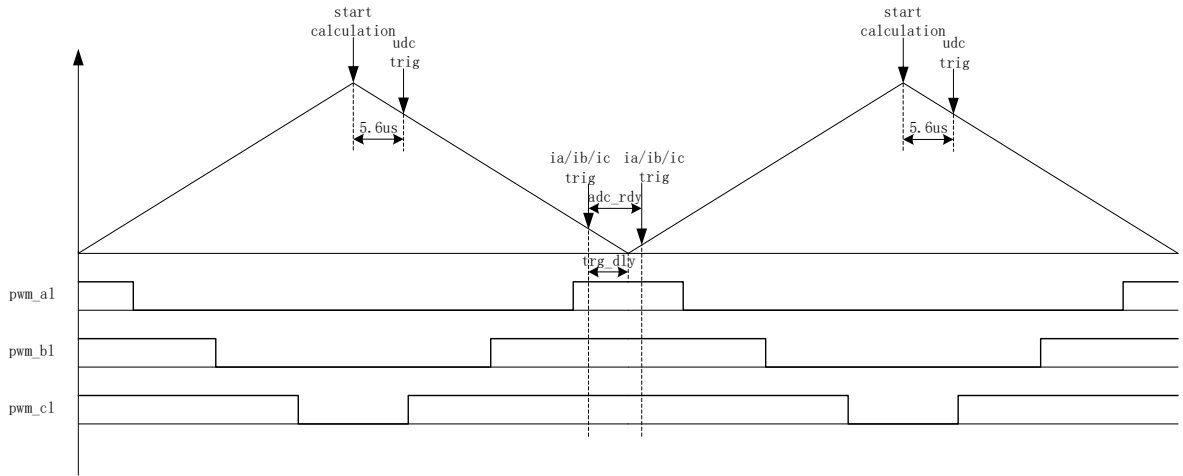 start
calculation
udc
trig
5.6us
ia/ib/ic
trig
ia/ib/ic
trig
adc_rdy
trg_dly
start
calculation
udc
trig
5.6us
pwm_al
pwm_bl
pwm_cl